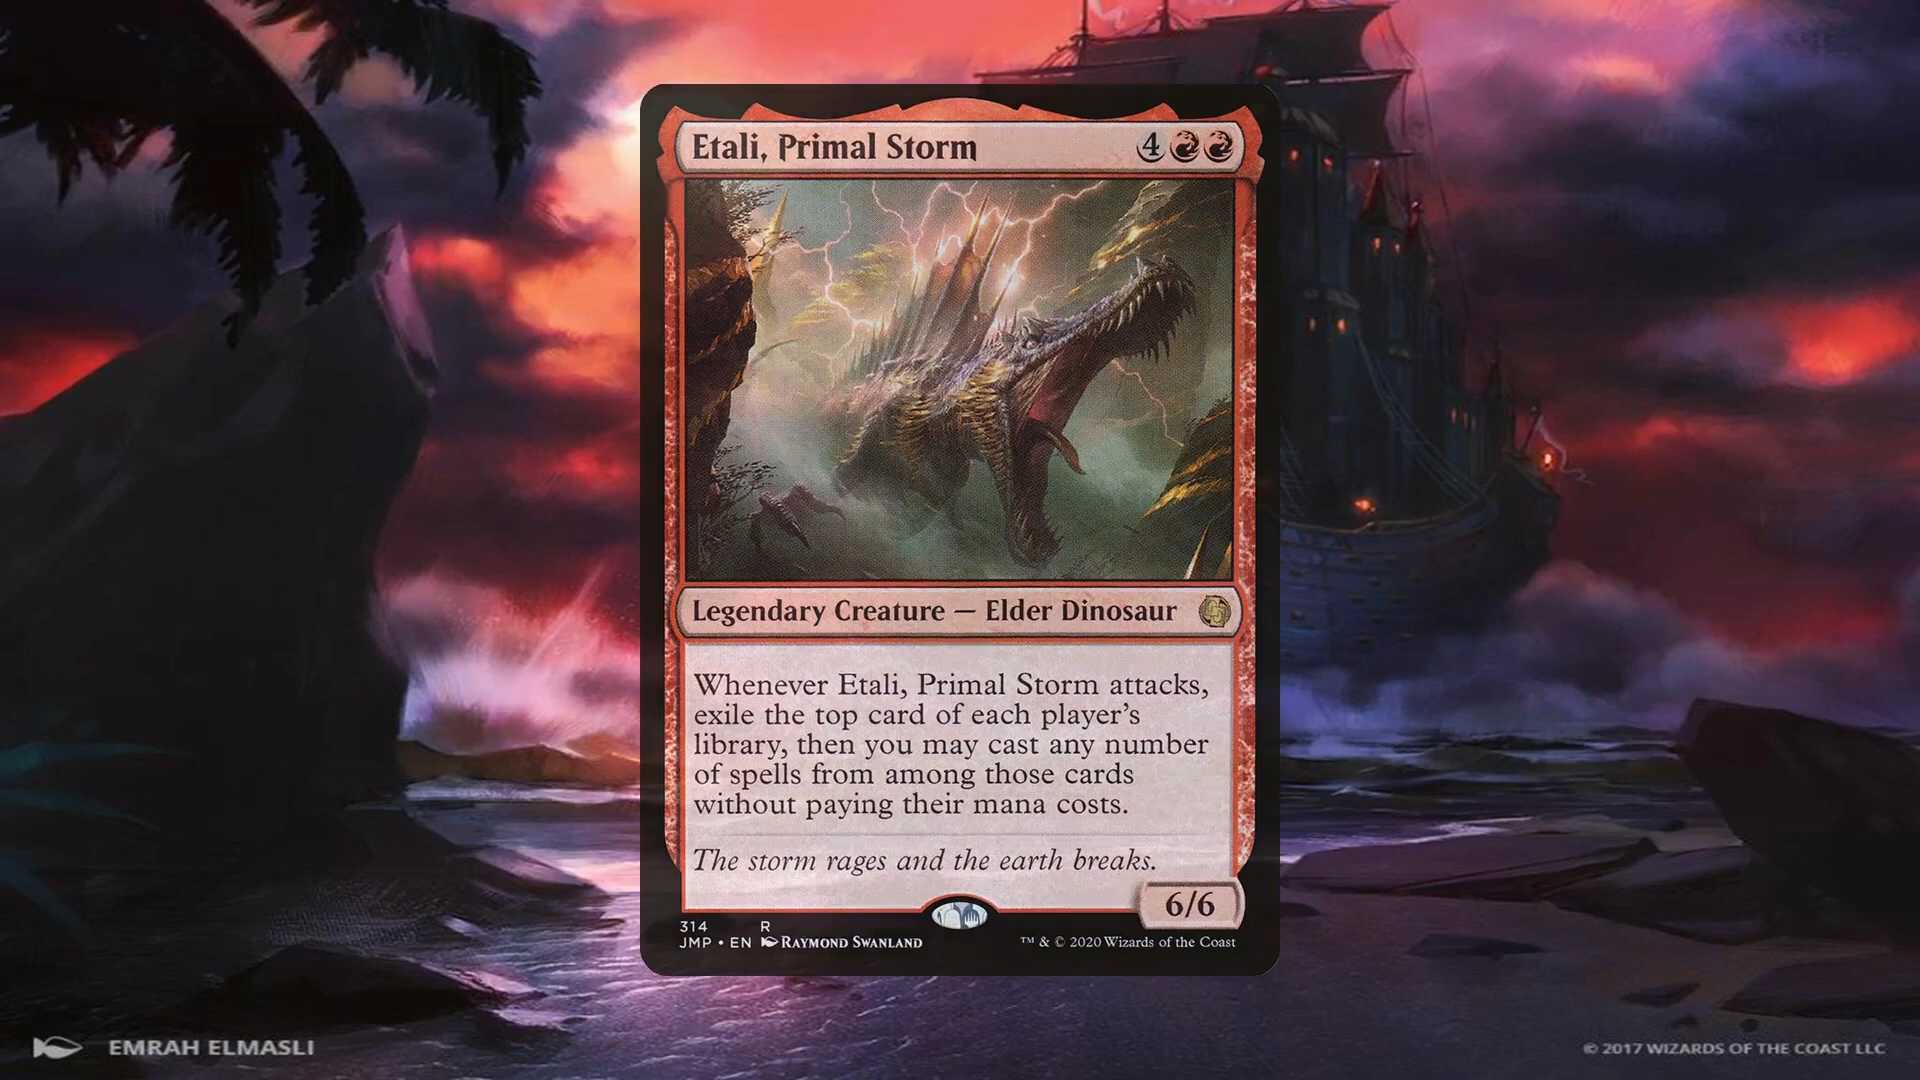 Etali, Primal Storm 4
Legendary Creature — Elder Dinosaur
Whenever Etali, Primal Storm attacks,
exile the top card of each player's
library, then you may cast any number
of spells from among those cards
without paying their mana costs.
The storm rages and the earth breaks.
6/6
314 R
JMP • EN RAYMOND SWANLAND
™ & © 2020 Wizards of the Coast
EMRAH ELMASLI
© 2017 WIZARDS OF THE COAST LLC